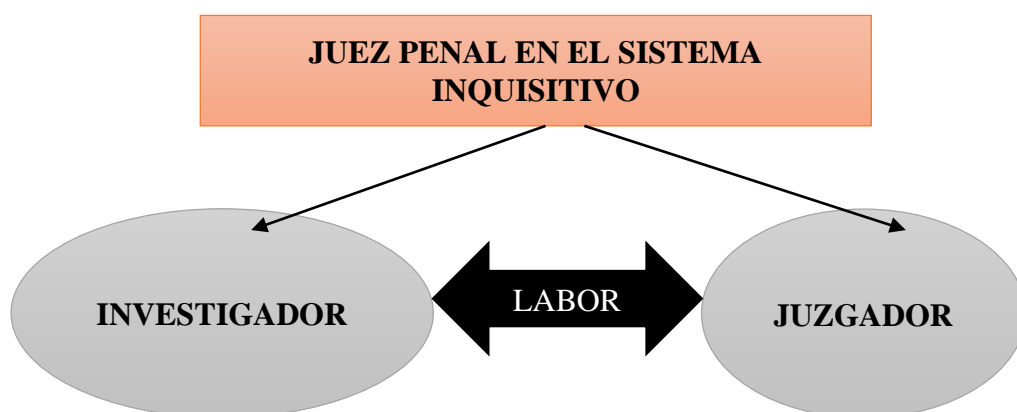 JUEZ PENAL EN EL SISTEMA
INQUISITIVO
INVESTIGADOR
LABOR
JUZGADOR